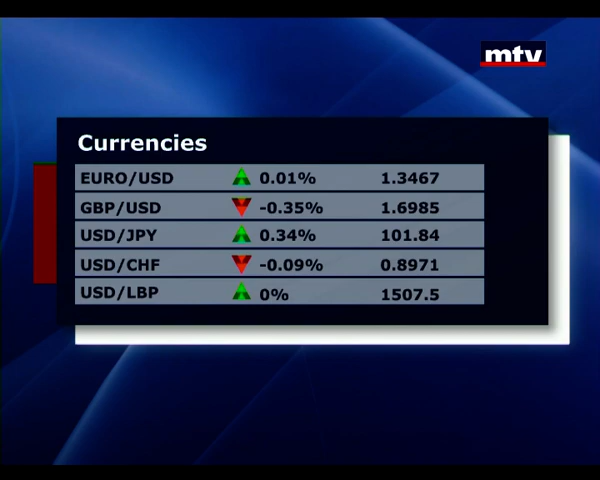 mtv
Currencies
EURO/USD 0.01% 1.3467
GBP/USD -0.35% 1.6985
USD/JPY 0.34% 101.84
USD/CHF -0.09% 0.8971
USD/LBP 0% 1507.5